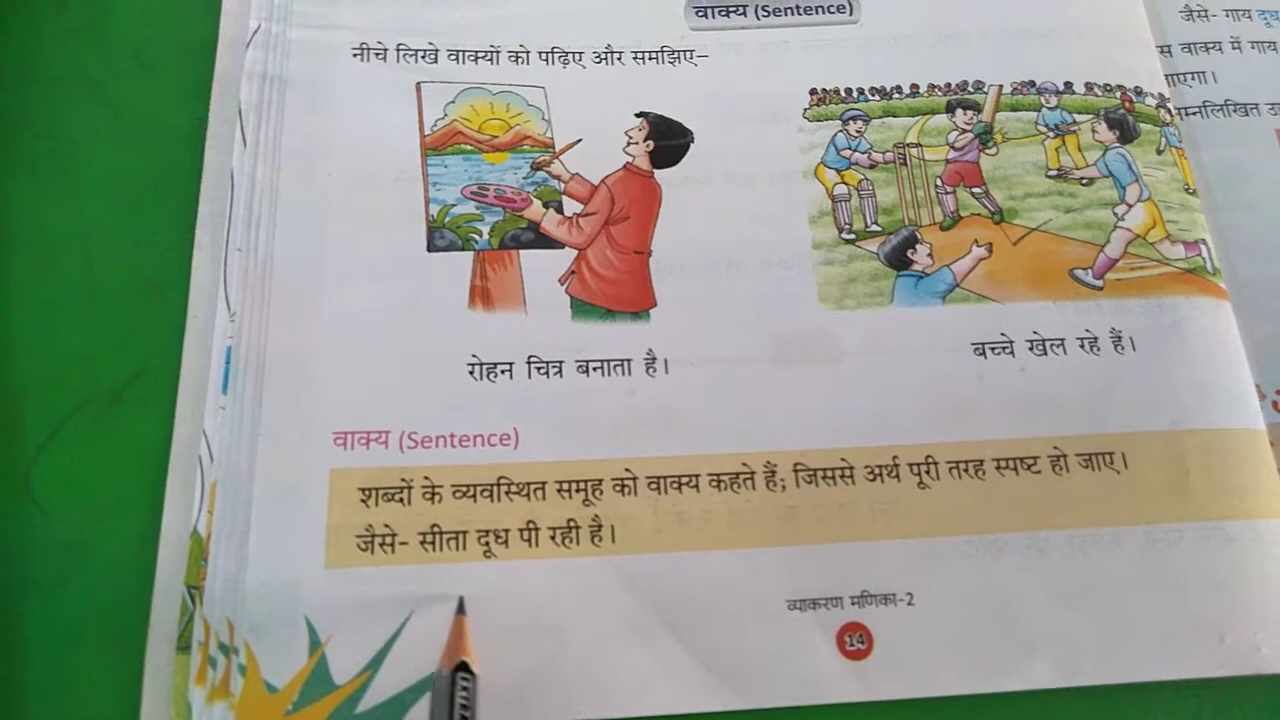 वाक्य (Sentence)
नीचे लिखे वाक्यों को पढ़िए और समझिए–
रोहन चित्र बनाता है।
बच्चे खेल रहे हैं।
वाक्य (Sentence)
शब्दों के व्यवस्थित समूह को वाक्य कहते हैं; जिससे अर्थ पूरी तरह स्पष्ट हो जाए।
जैसे- सीता दूध पी रही है।
व्याकरण मणिका-2
14
जैसे- गाय दूध
वाक्य में गाय